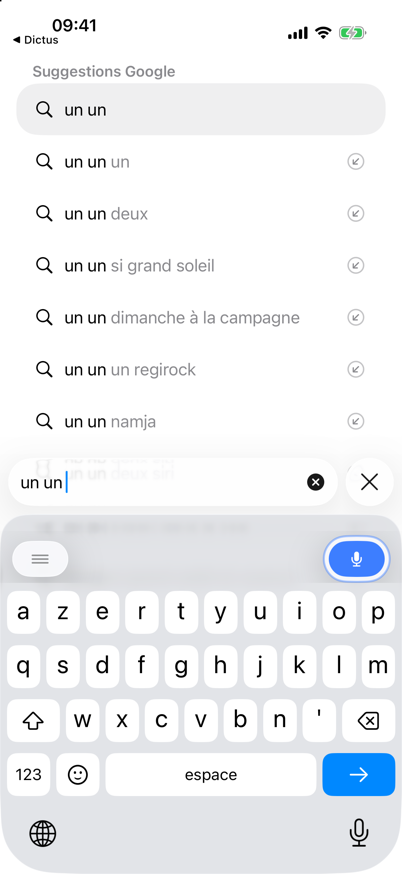 09:41
◀ Dictus
Suggestions Google
un un
un un un
un un deux
un un si grand soleil
un un dimanche à la campagne
un un un regirock
un un namja
un un
a z e r t y u i o p
q s d f g h j k l m
w x c v b n '
123 espace